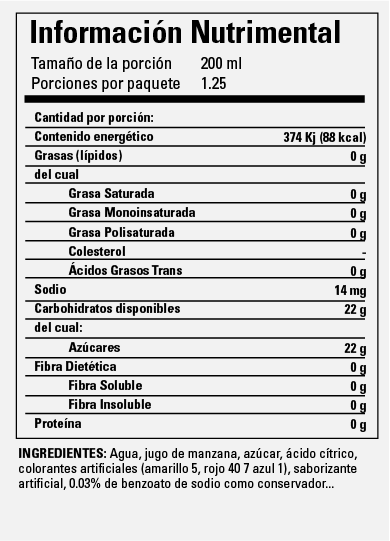 Información Nutrimental
Tamaño de la porción 200 ml
Porciones por paquete 1.25
Cantidad por porción:
Contenido energético 374 Kj (88 kcal)
Grasas (lípidos) 0 g
del cual
Grasa Saturada 0 g
Grasa Monoinsaturada 0 g
Grasa Polisaturada 0 g
Colesterol -
Ácidos Grasos Trans 0 g
Sodio 14 mg
Carbohidratos disponibles 22 g
del cual:
Azúcares 22 g
Fibra Dietética 0 g
Fibra Soluble 0 g
Fibra Insoluble 0 g
Proteína 0 g
INGREDIENTES: Agua, jugo de manzana, azúcar, ácido cítrico,
colorantes artificiales (amarillo 5, rojo 40 7 azul 1), saborizante
artificial, 0.03% de benzoato de sodio como conservador...